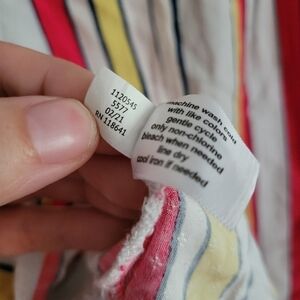 1120545
5577
02/21
RN 118641
machine wash cold
with like colors
gentle cycle
only non-chlorine
bleach when needed
line dry
cool iron if needed